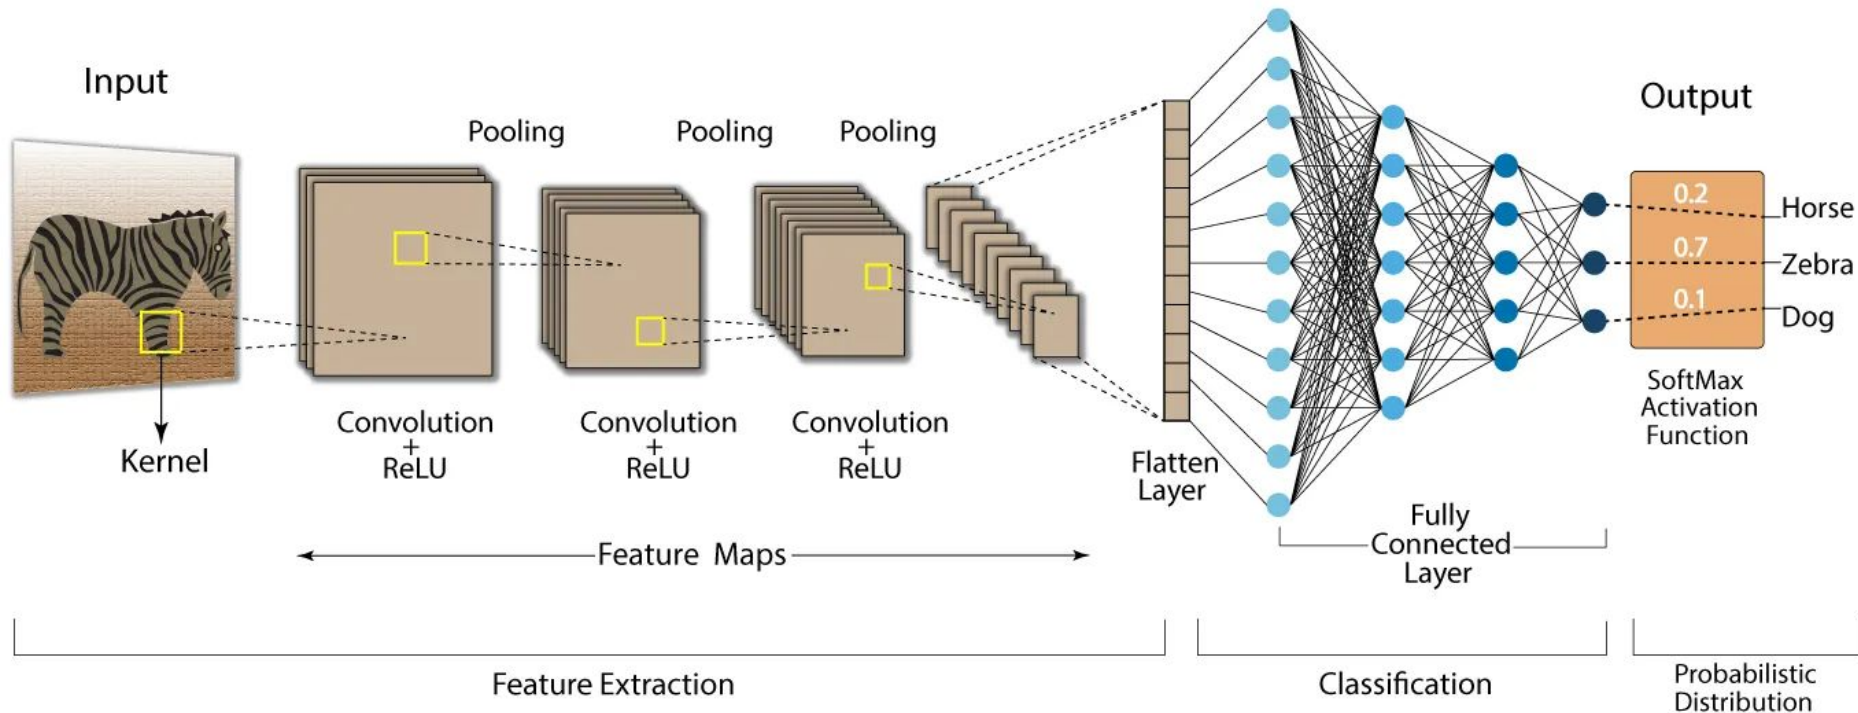 Input
Pooling
Pooling
Pooling
Output
0.2
Horse
0.7
Zebra
0.1
Dog
SoftMax
Activation
Function
Kernel
Convolution
+
ReLU
Convolution
+
ReLU
Convolution
+
ReLU
Flatten
Layer
Fully
Connected
Layer
Feature Maps
Feature Extraction
Classification
Probabilistic
Distribution